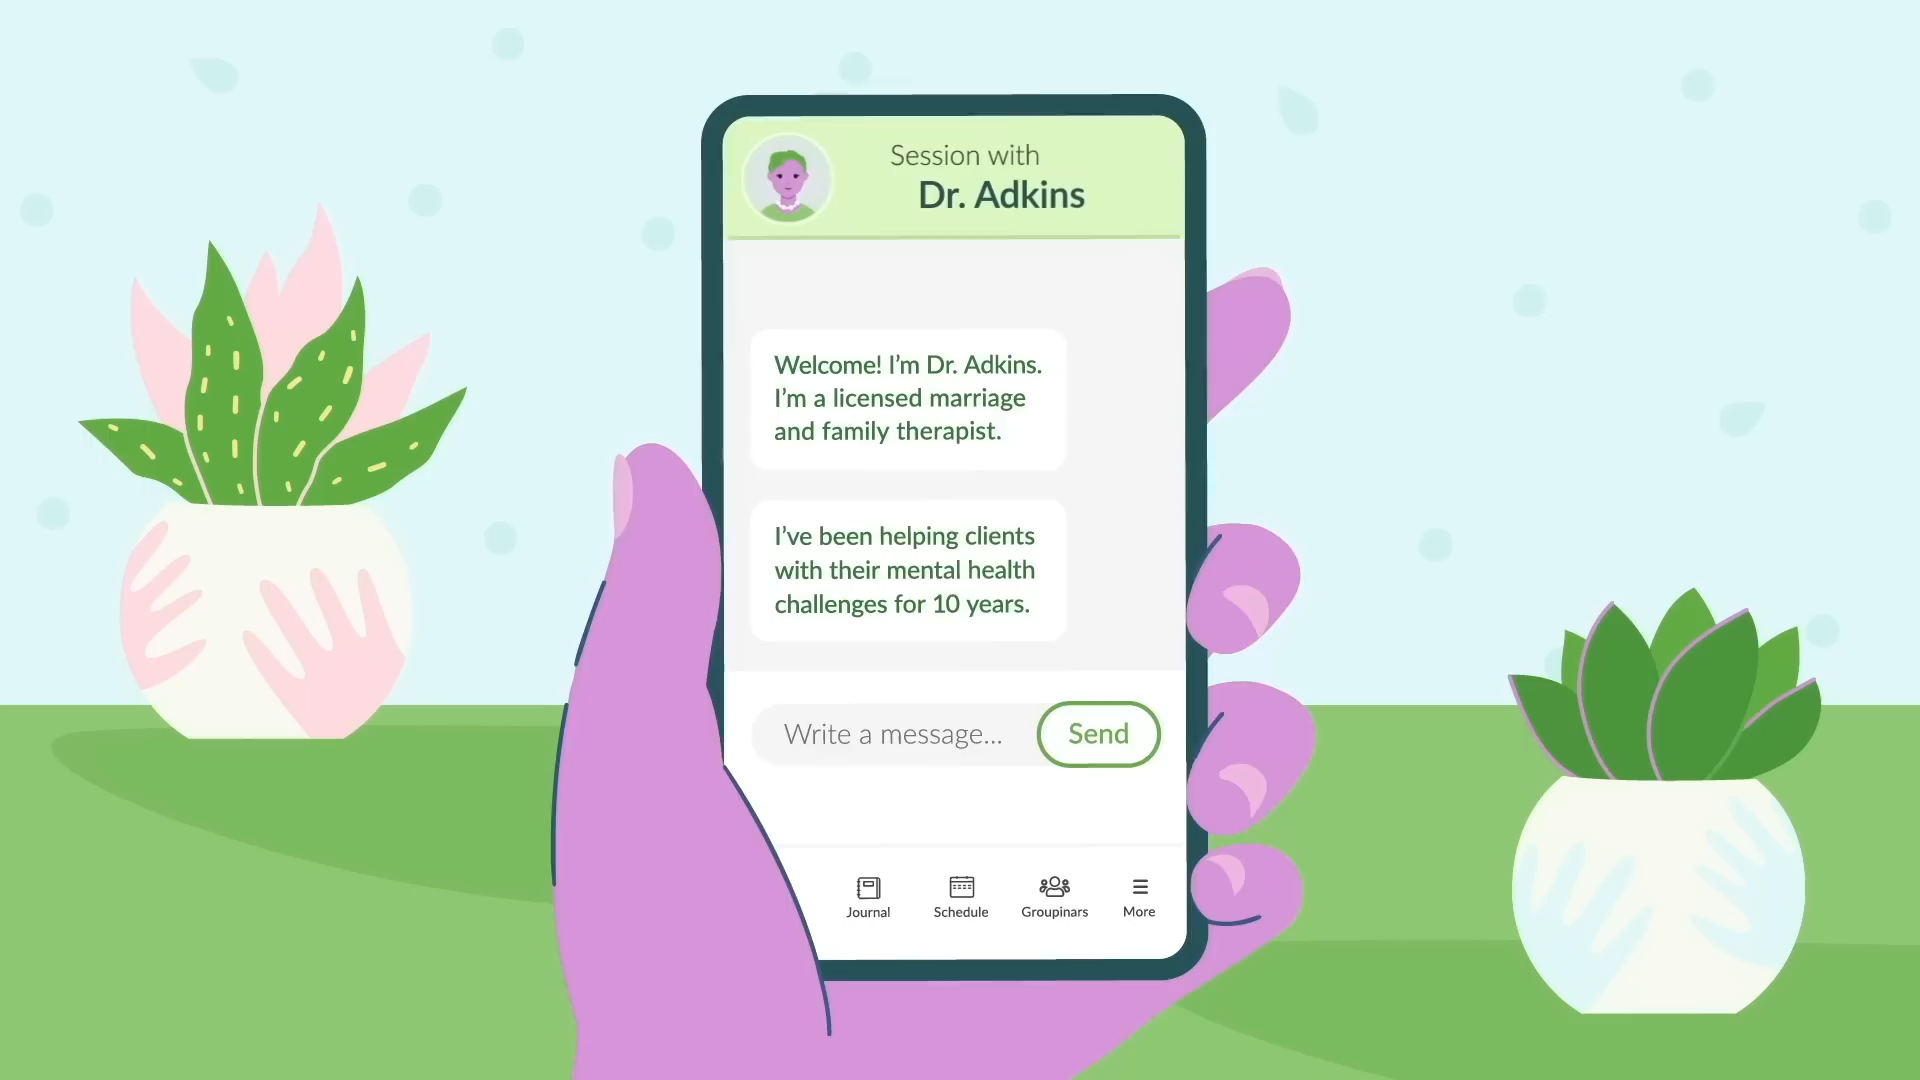 Session with
Dr. Adkins
Welcome! I’m Dr. Adkins.
I’m a licensed marriage
and family therapist.
I’ve been helping clients
with their mental health
challenges for 10 years.
Write a message...
Send
Journal
Schedule
Groupinars
More